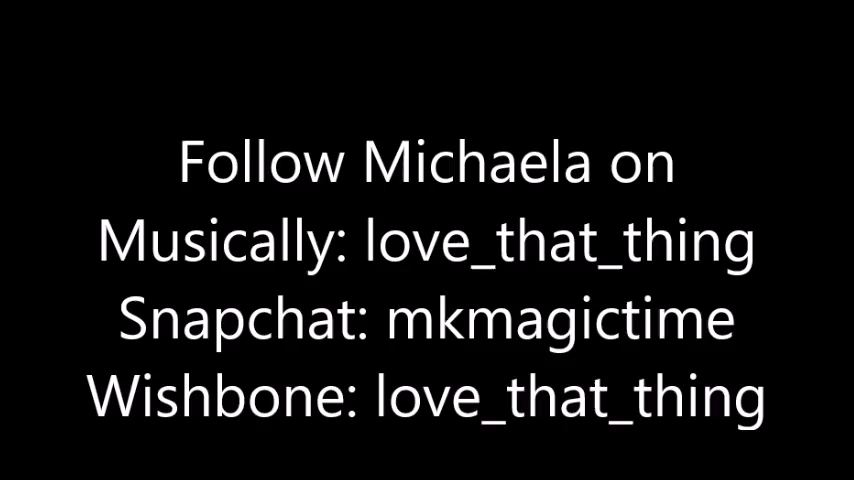 Follow Michaela on
Musically: love_that_thing
Snapchat: mkmagictime
Wishbone: love_that_thing